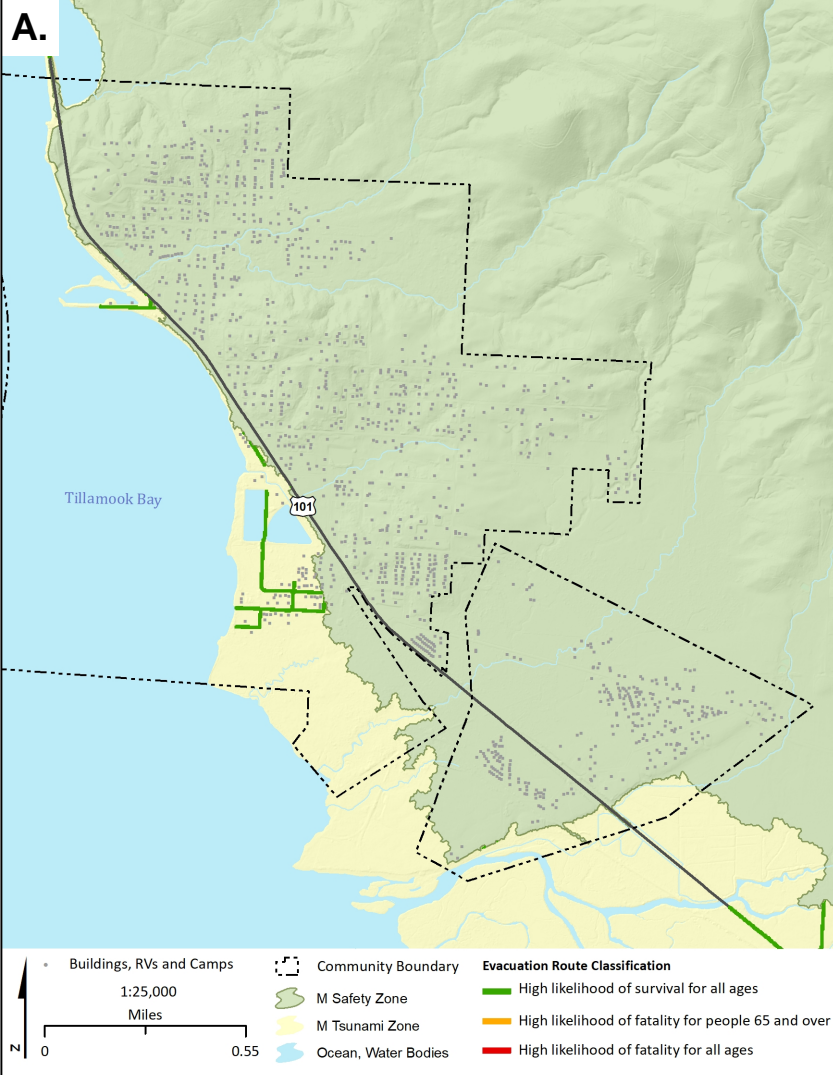 A.
Tillamook Bay
101
Buildings, RVs and Camps
1:25,000
Miles
0 0.55
N
Community Boundary
M Safety Zone
M Tsunami Zone
Ocean, Water Bodies
Evacuation Route Classification
High likelihood of survival for all ages
High likelihood of fatality for people 65 and over
High likelihood of fatality for all ages